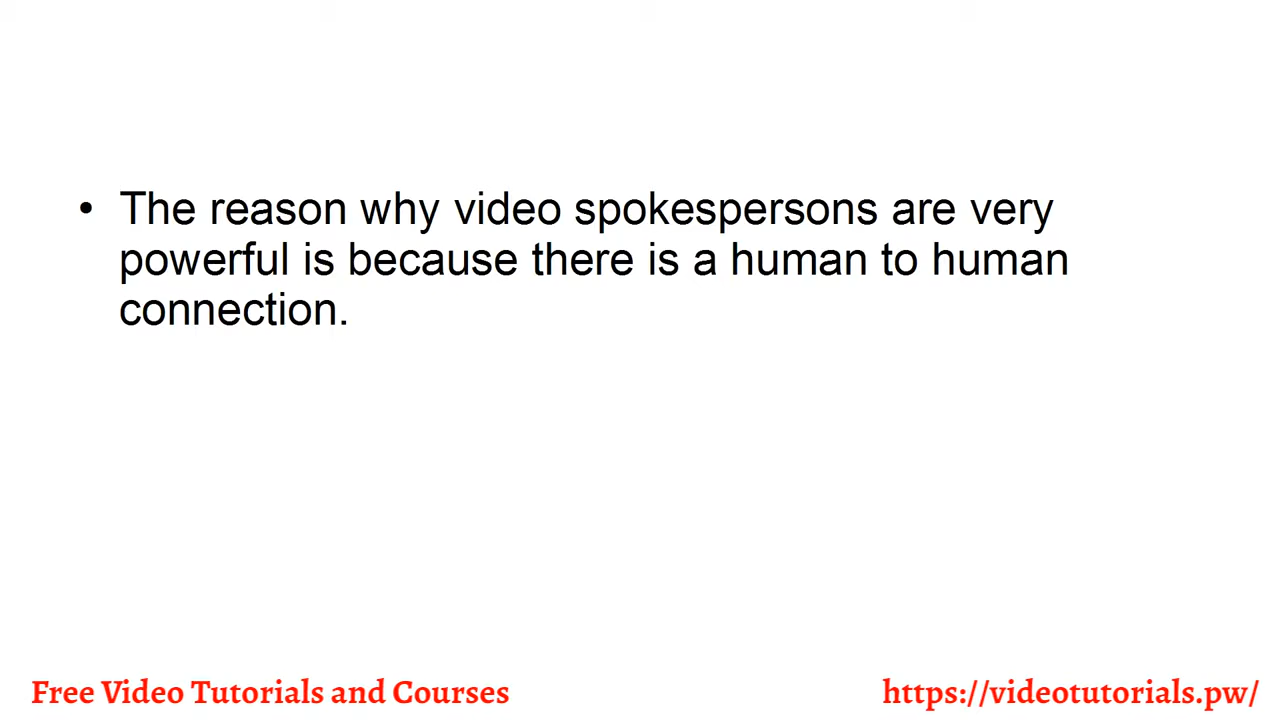 • The reason why video spokespersons are very
powerful is because there is a human to human
connection.
Free Video Tutorials and Courses
https://videotutorials.pw/